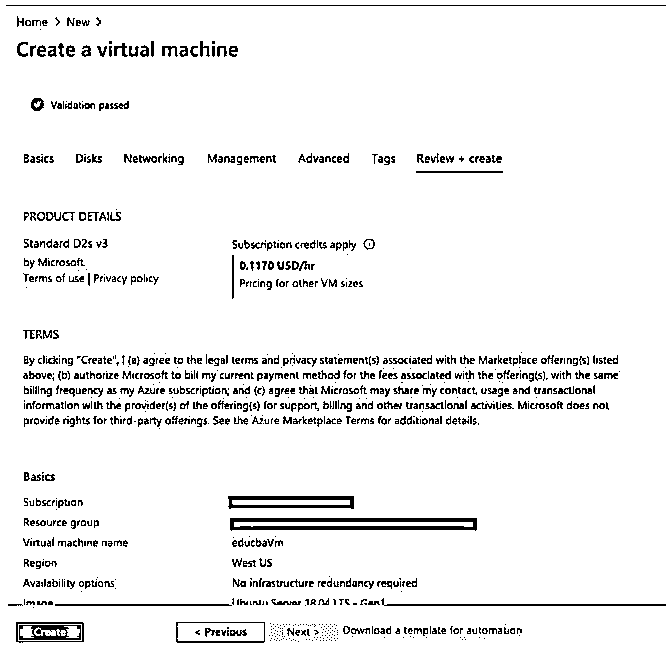 Home > New >
Create a virtual machine
Validation passed
Basics Disks Networking Management Advanced Tags Review + create
PRODUCT DETAILS
Standard D2s v3
by Microsoft
Terms of use | Privacy policy
Subscription credits apply
0.1170 USD/hr
Pricing for other VM sizes
TERMS
By clicking "Create", I (a) agree to the legal terms and privacy statement(s) associated with the Marketplace offering(s) listed
above; (b) authorize Microsoft to bill my current payment method for the fees associated with the offering(s), with the same
billing frequency as my Azure subscription; and (c) agree that Microsoft may share my contact, usage and transactional
information with the provider(s) of the offering(s) for support, billing and other transactional activities. Microsoft does not
provide rights for third-party offerings. See the Azure Marketplace Terms for additional details.
Basics
Subscription
Resource group
Virtual machine name educbaVm
Region West US
Availability options No infrastructure redundancy required
Image Ubuntu Server 18.04 LTS - Gen1
Create < Previous Next > Download a template for automation